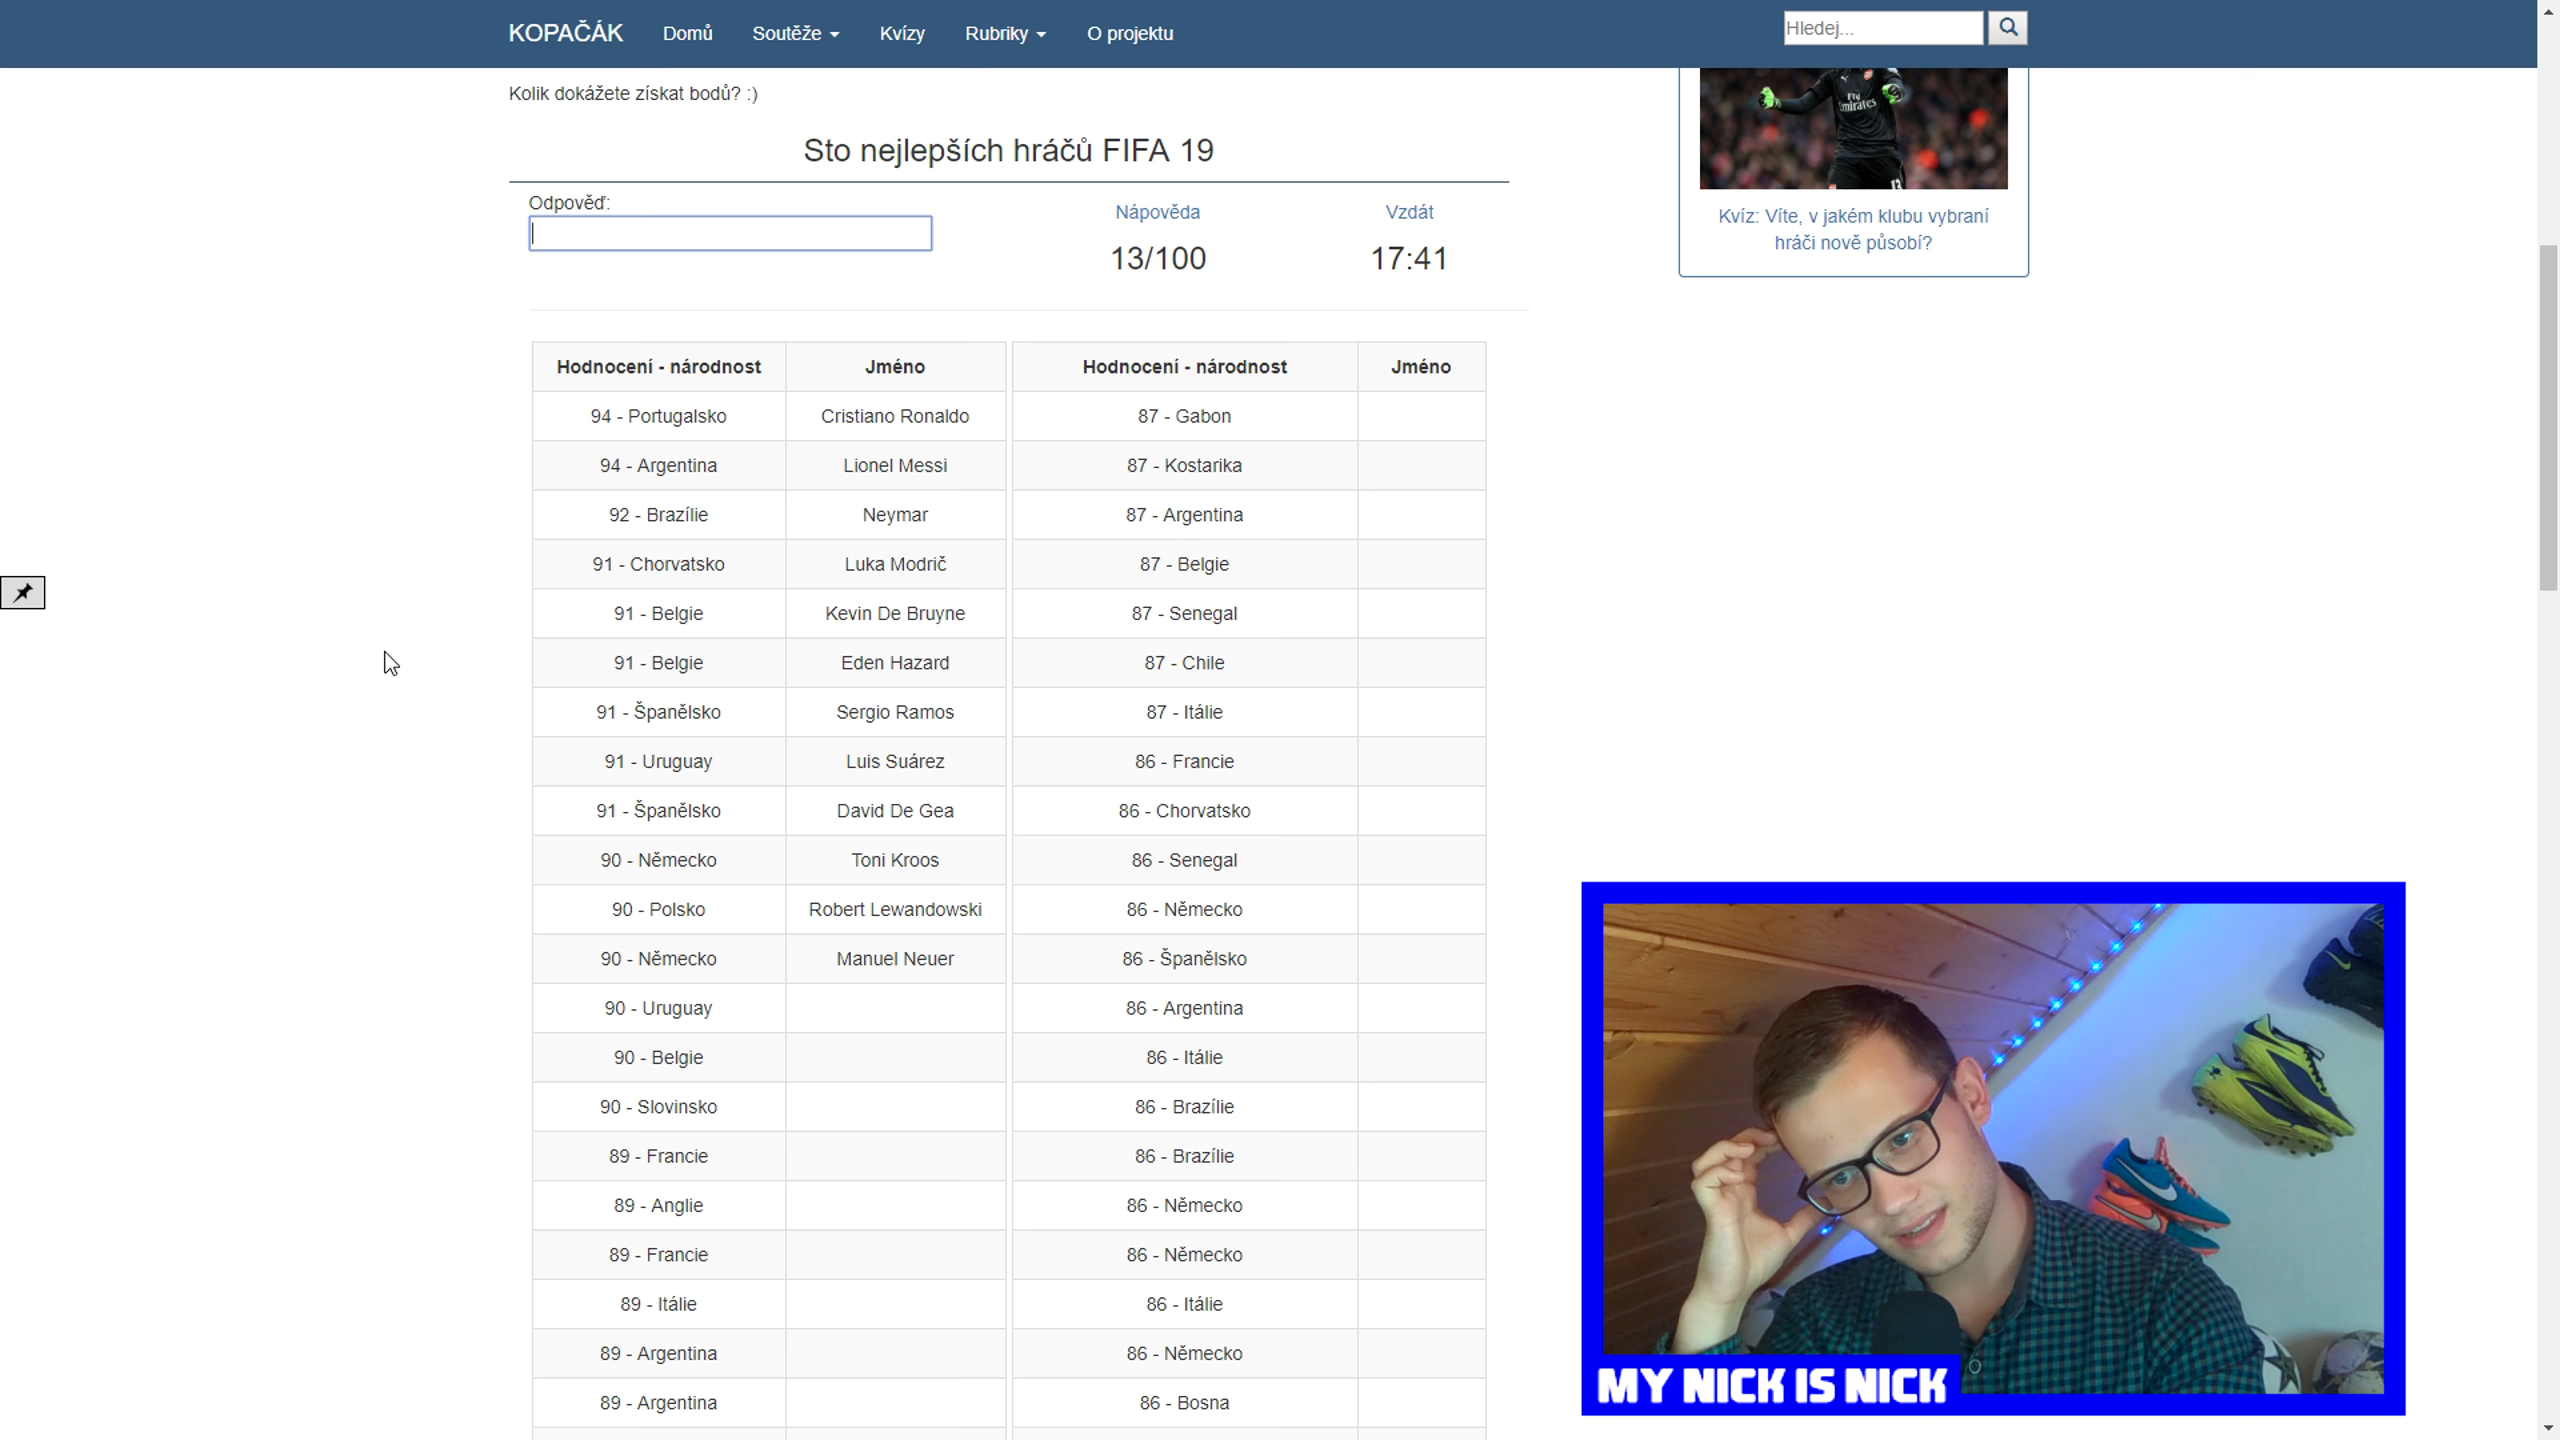 KOPAČÁK Domů Soutěže Kvízy Rubriky O projektu Hledej...
Kolik dokážete získat bodů? :)
Sto nejlepších hráčů FIFA 19
Odpověď:
Nápověda Vzdát
13/100 17:41
Fly
Emirates
13
Kvíz: Víte, v jakém klubu vybraní
hráči nově působí?
Hodnocení - národnost Jméno Hodnocení - národnost Jméno
94 - Portugalsko Cristiano Ronaldo 87 - Gabon
94 - Argentina Lionel Messi 87 - Kostarika
92 - Brazílie Neymar 87 - Argentina
91 - Chorvatsko Luka Modrič 87 - Belgie
91 - Belgie Kevin De Bruyne 87 - Senegal
91 - Belgie Eden Hazard 87 - Chile
91 - Španělsko Sergio Ramos 87 - Itálie
91 - Uruguay Luis Suárez 86 - Francie
91 - Španělsko David De Gea 86 - Chorvatsko
90 - Německo Toni Kroos 86 - Senegal
90 - Polsko Robert Lewandowski 86 - Německo
90 - Německo Manuel Neuer 86 - Španělsko
90 - Uruguay 86 - Argentina
90 - Belgie 86 - Itálie
90 - Slovinsko 86 - Brazílie
89 - Francie 86 - Brazílie
89 - Anglie 86 - Německo
89 - Francie 86 - Německo
89 - Itálie 86 - Itálie
89 - Argentina 86 - Německo
89 - Argentina 86 - Bosna
MY NICK IS NICK